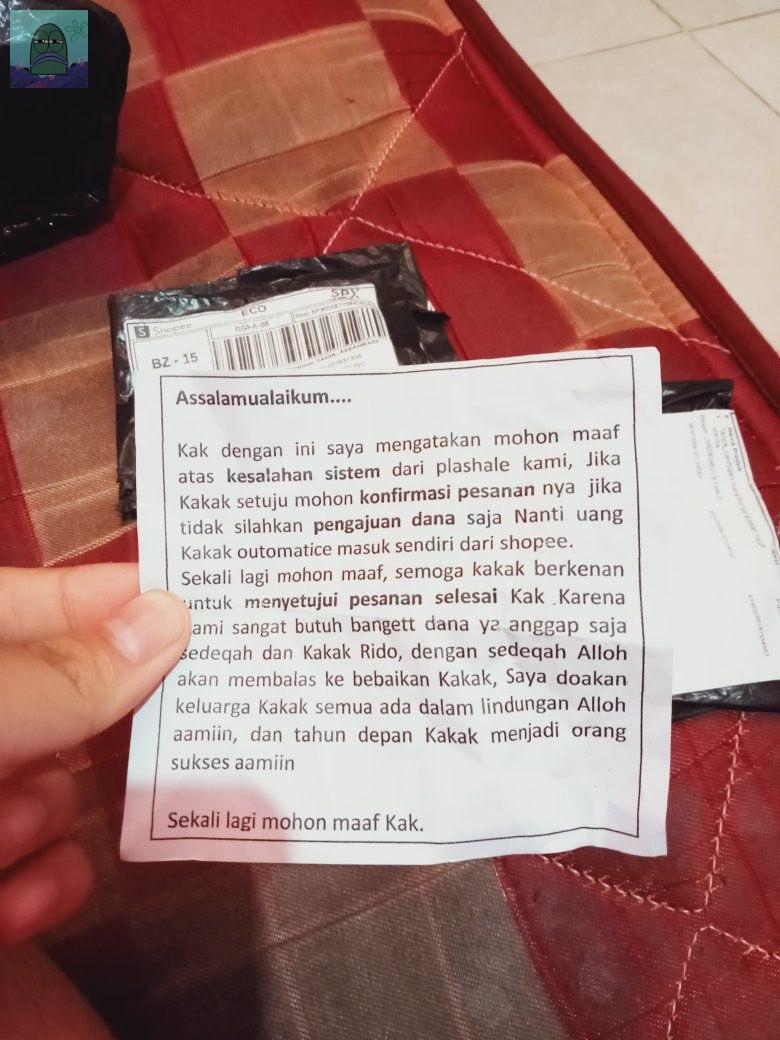 ECO
SPX
Shopee
RGI-A-08
BZ - 15
Assalamualaikum....
Kak dengan ini saya mengatakan mohon maaf
atas kesalahan sistem dari plashale kami, Jika
Kakak setuju mohon konfirmasi pesanan nya jika
tidak silahkan pengajuan dana saja Nanti uang
Kakak outomatice masuk sendiri dari shopee.
Sekali lagi mohon maaf, semoga kakak berkenan
untuk menyetujui pesanan selesai Kak .Karena
kami sangat butuh bangett dana ya anggap saja
sedeqah dan Kakak Rido, dengan sedeqah Alloh
akan membalas ke bebaikan Kakak, Saya doakan
keluarga Kakak semua ada dalam lindungan Alloh
aamiin, dan tahun depan Kakak menjadi orang
sukses aamiin
Sekali lagi mohon maaf Kak.
Nama Produk